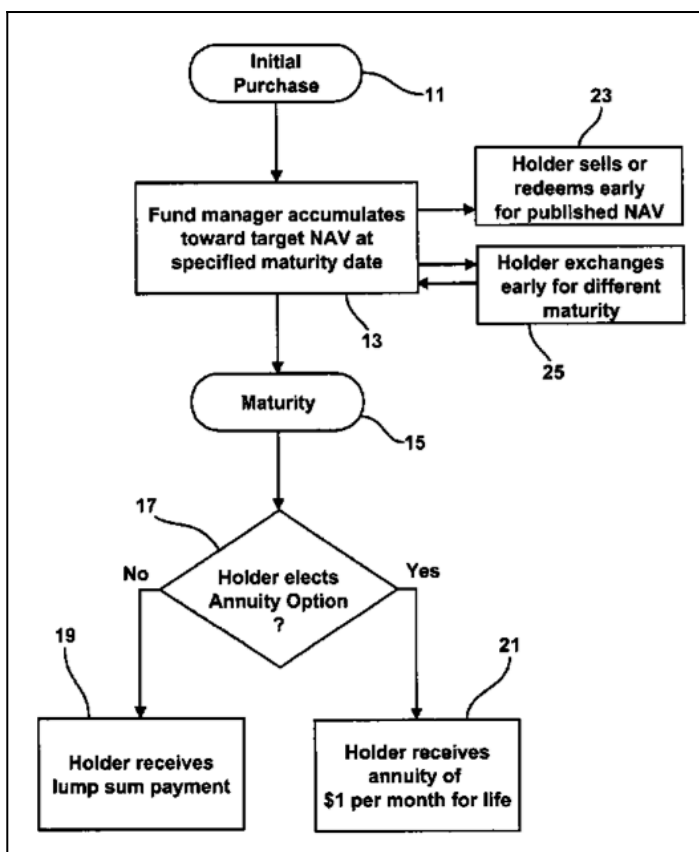 Initial
Purchase
11
23
Holder sells or
redeems early
for published NAV
Fund manager accumulates
toward target NAV at
specified maturity date
Holder exchanges
early for different
maturity
13
25
Maturity
15
17
No
Holder elects
Annuity Option
?
Yes
19
21
Holder receives
lump sum payment
Holder receives
annuity of
$1 per month for life